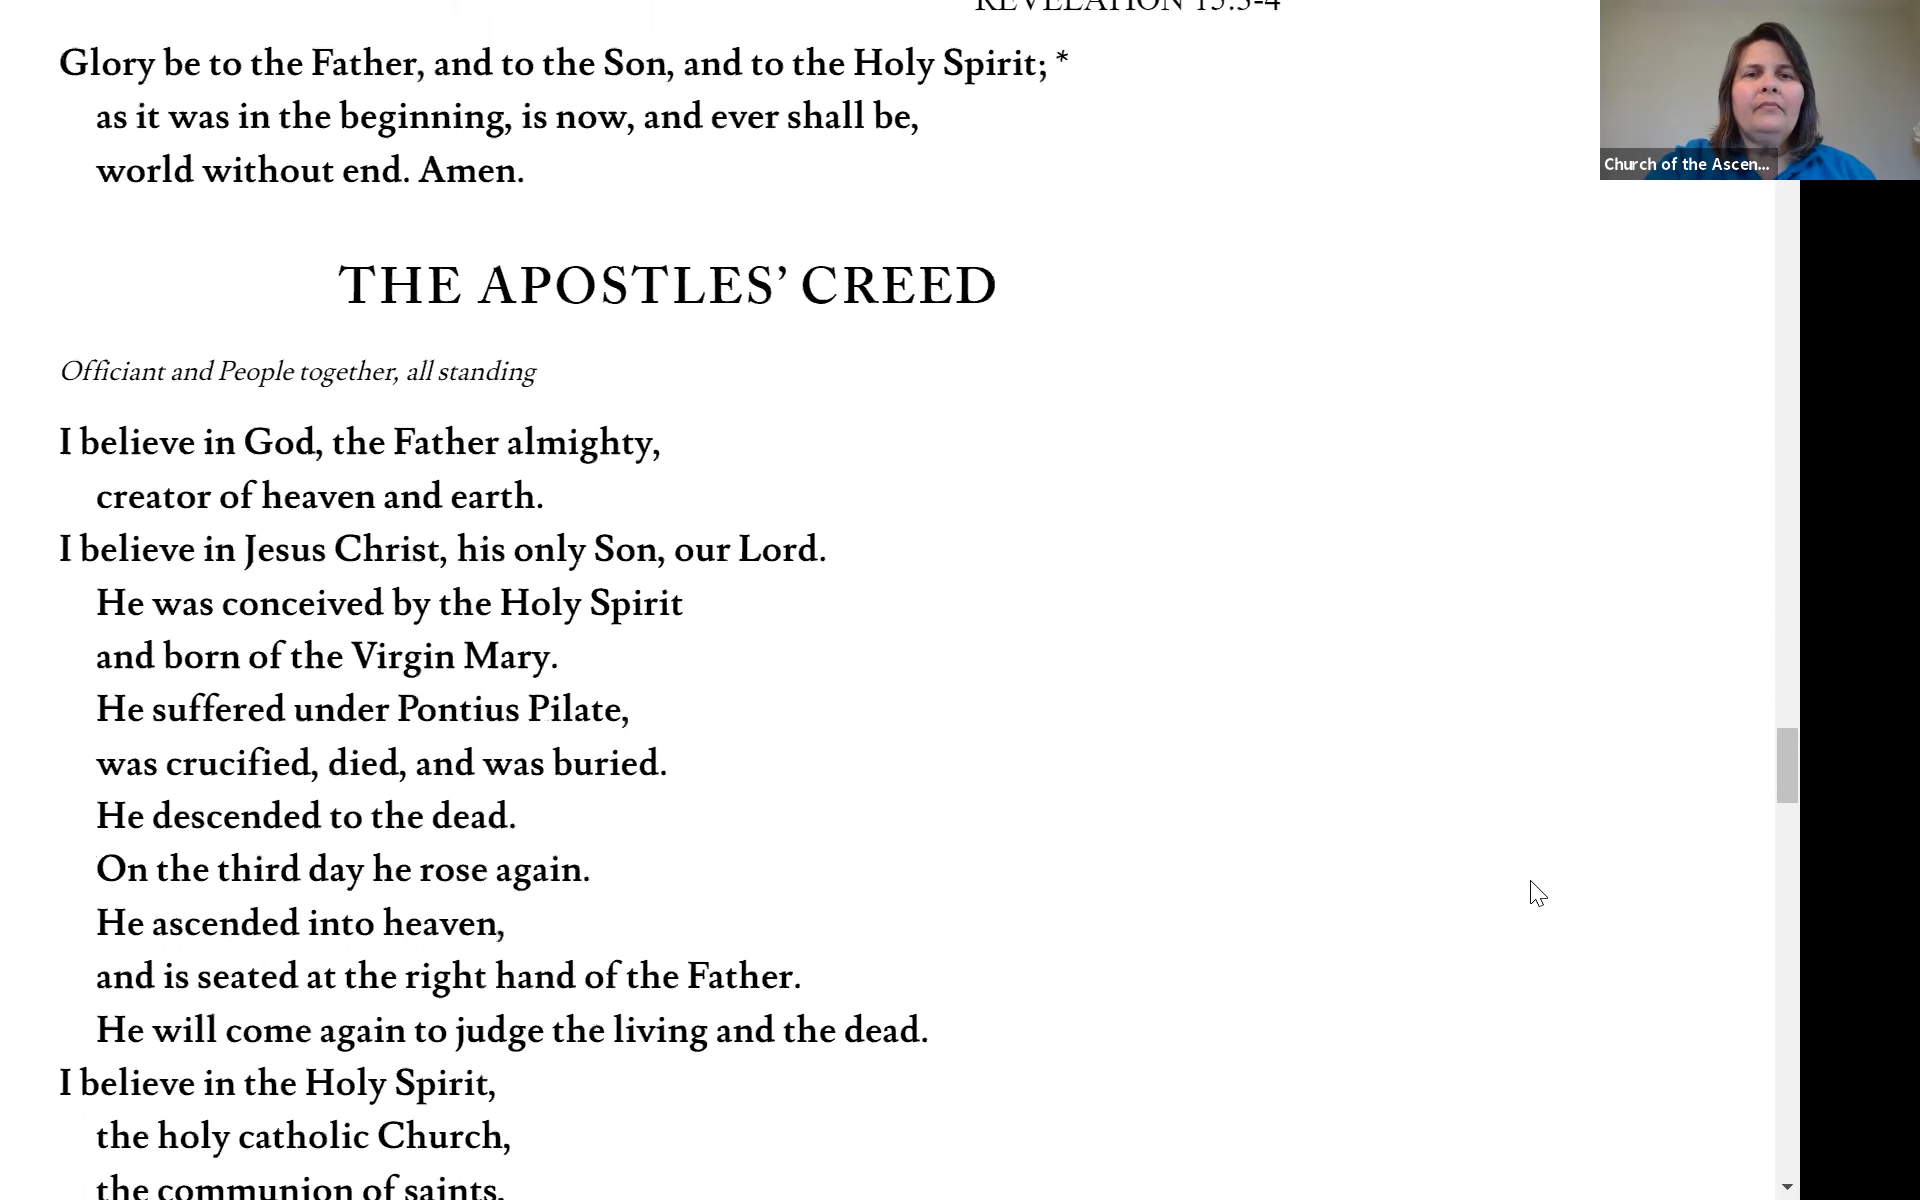 REVELATION 15:3-4
Glory be to the Father, and to the Son, and to the Holy Spirit; *
as it was in the beginning, is now, and ever shall be,
world without end. Amen.
Church of the Ascen...
THE APOSTLES’ CREED
Officiant and People together, all standing
I believe in God, the Father almighty,
creator of heaven and earth.
I believe in Jesus Christ, his only Son, our Lord.
He was conceived by the Holy Spirit
and born of the Virgin Mary.
He suffered under Pontius Pilate,
was crucified, died, and was buried.
He descended to the dead.
On the third day he rose again.
He ascended into heaven,
and is seated at the right hand of the Father.
He will come again to judge the living and the dead.
I believe in the Holy Spirit,
the holy catholic Church,
the communion of saints,